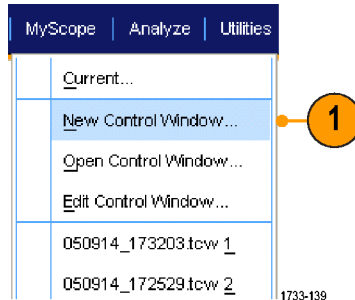 MyScope | Analyze | Utilities
Current...
New Control Window...
1
Open Control Window...
Edit Control Window...
050914_173203.tcw 1
050914_172529.tcw 2
1733-139